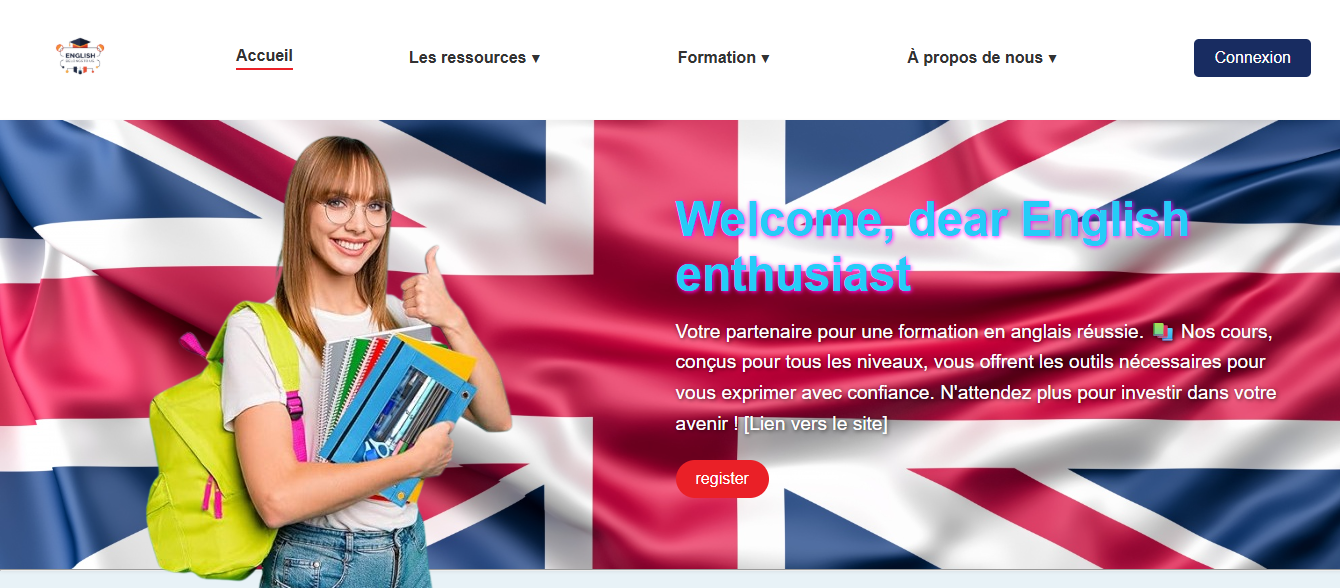 ENGLISH
Accueil
Les ressources ▾
Formation ▾
À propos de nous ▾
Connexion
Welcome, dear English
enthusiast
Votre partenaire pour une formation en anglais réussie. 📚 Nos cours,
conçus pour tous les niveaux, vous offrent les outils nécessaires pour
vous exprimer avec confiance. N'attendez plus pour investir dans votre
avenir ! [Lien vers le site]
register